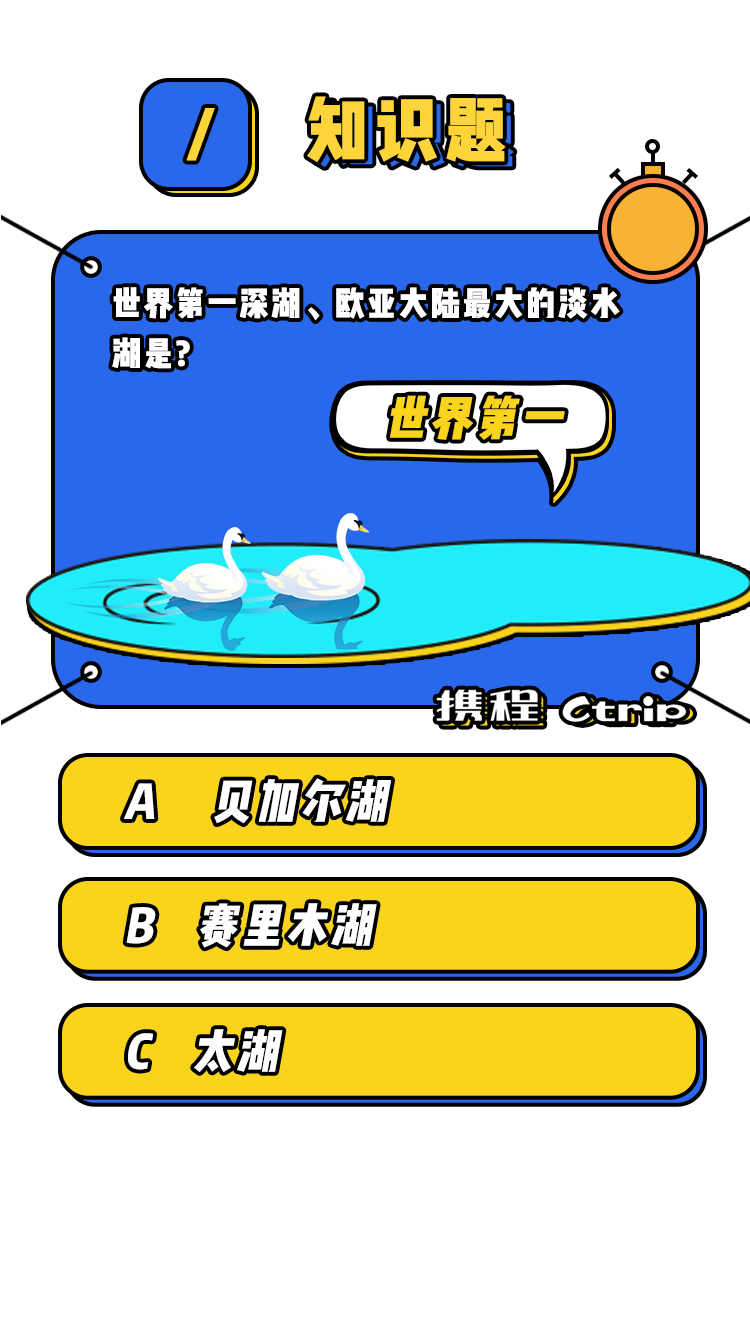 / 知识题
世界第一深湖、欧亚大陆最大的淡水
湖是?
世界第一
携程 Ctrip
A 贝加尔湖
B 赛里木湖
C 太湖